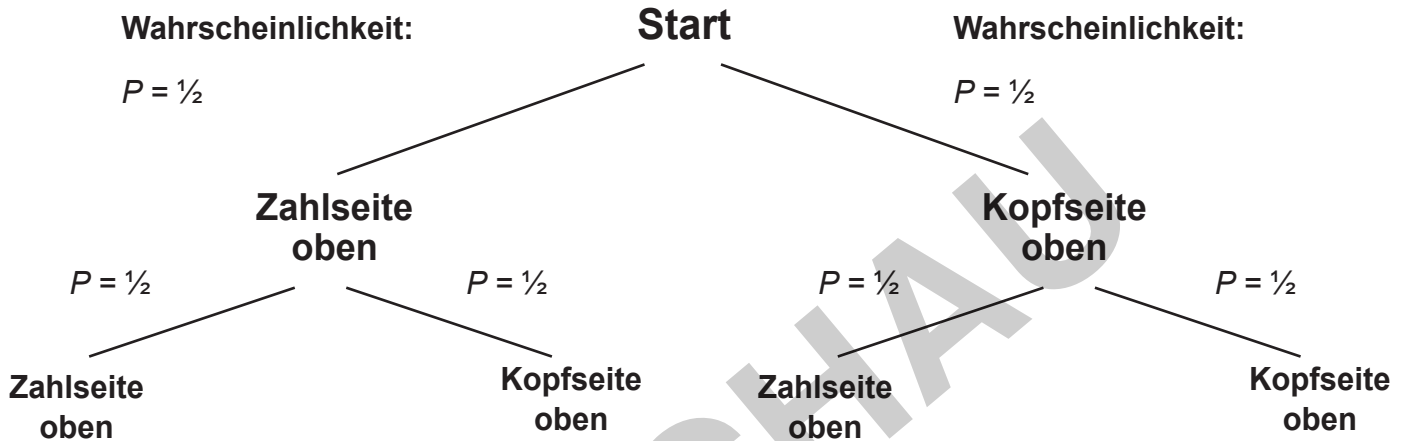 Wahrscheinlichkeit: Start Wahrscheinlichkeit:
P = ½ P = ½
Zahlseite Kopfseite
oben oben
P = ½ P = ½ P = ½ P = ½
Zahlseite Kopfseite Zahlseite Kopfseite
oben oben oben oben
CHAU